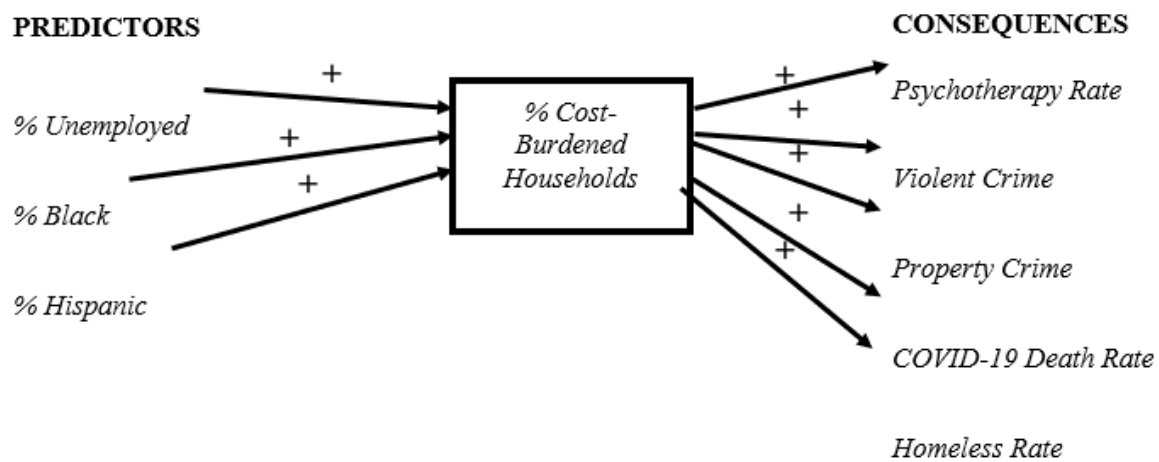 PREDICTORS
% Unemployed
% Black
% Hispanic
+
+
+
% Cost-
Burdened
Households
+
+
+
+
+
CONSEQUENCES
Psychotherapy Rate
Violent Crime
Property Crime
COVID-19 Death Rate
Homeless Rate